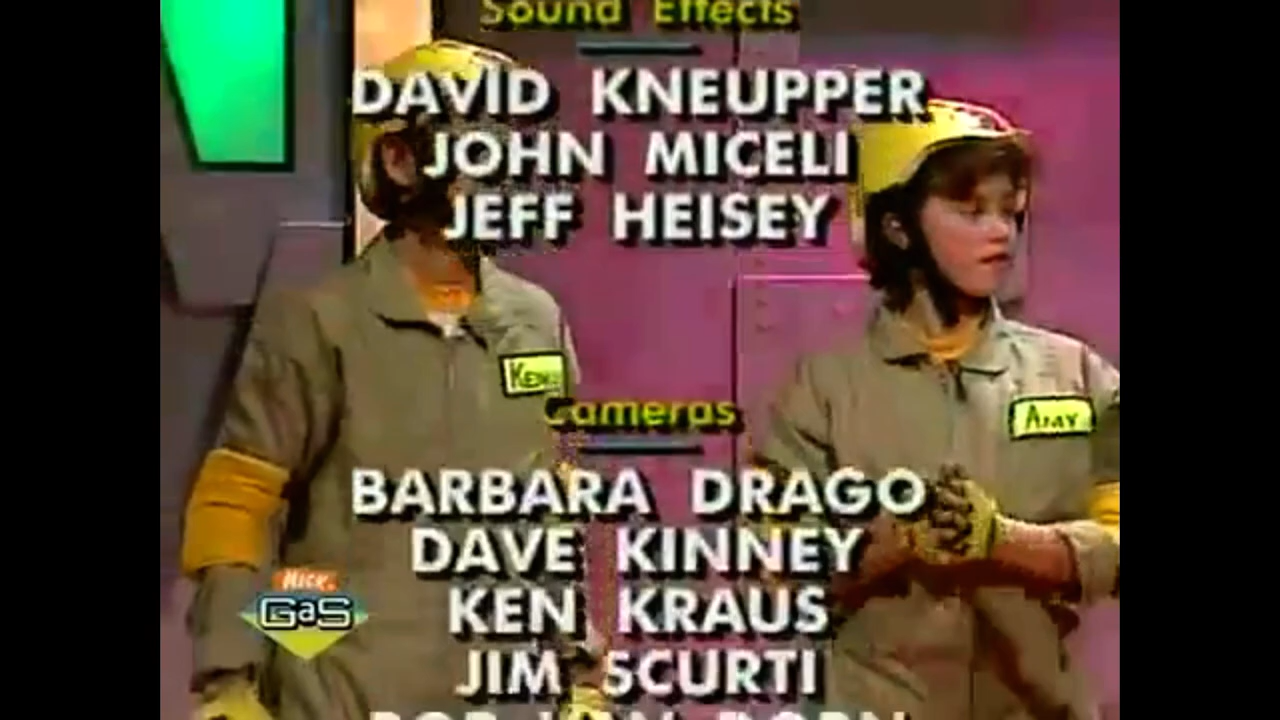 Sound Effects
DAVID KNEUPPER
JOHN MICELI
JEFF HEISEY
Cameras
AMY
BARBARA DRAGO
DAVE KINNEY
KEN KRAUS
JIM SCURTI
NICK
GaS